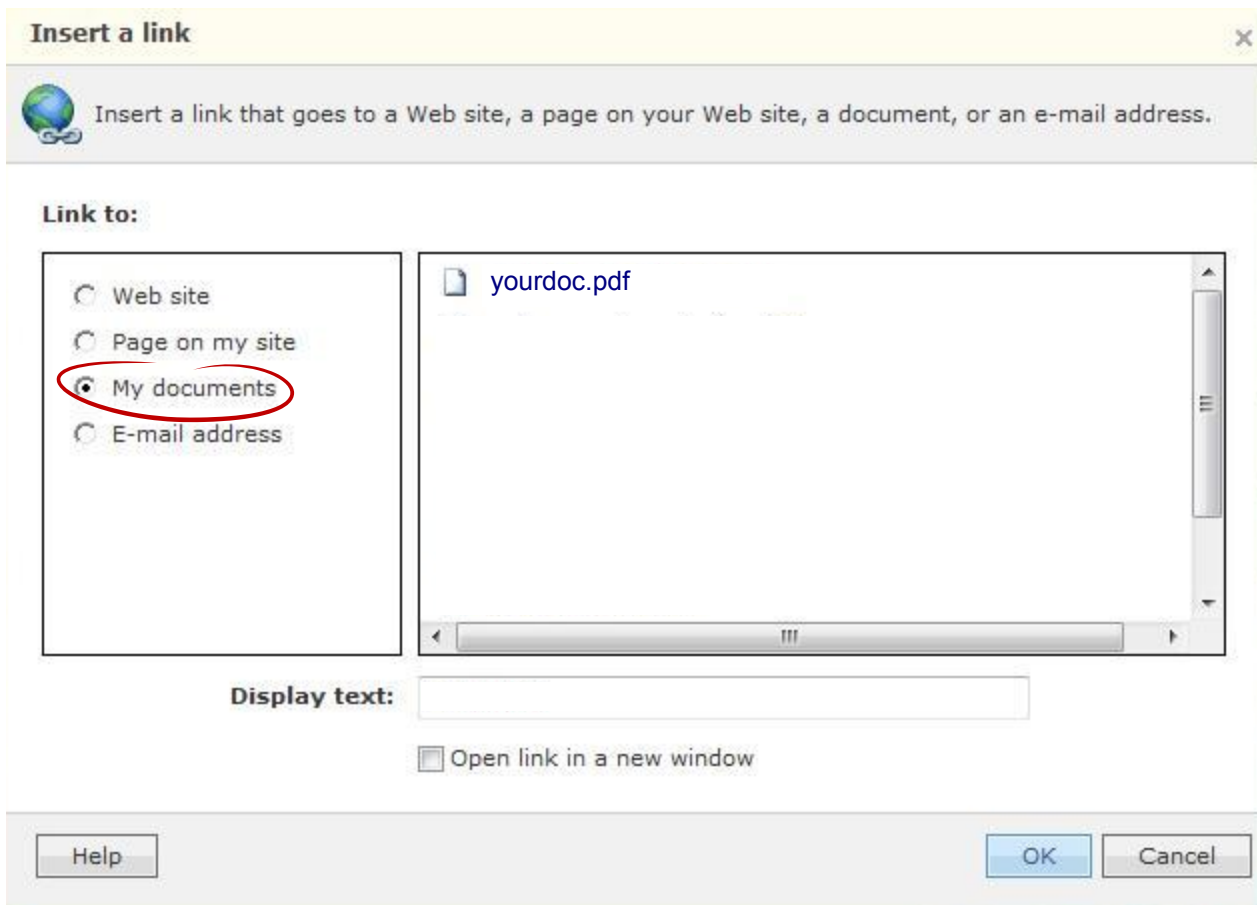 Insert a link
Insert a link that goes to a Web site, a page on your Web site, a document, or an e-mail address.
Link to:
Web site
Page on my site
My documents
E-mail address
yourdoc.pdf
Display text:
Open link in a new window
Help
OK
Cancel